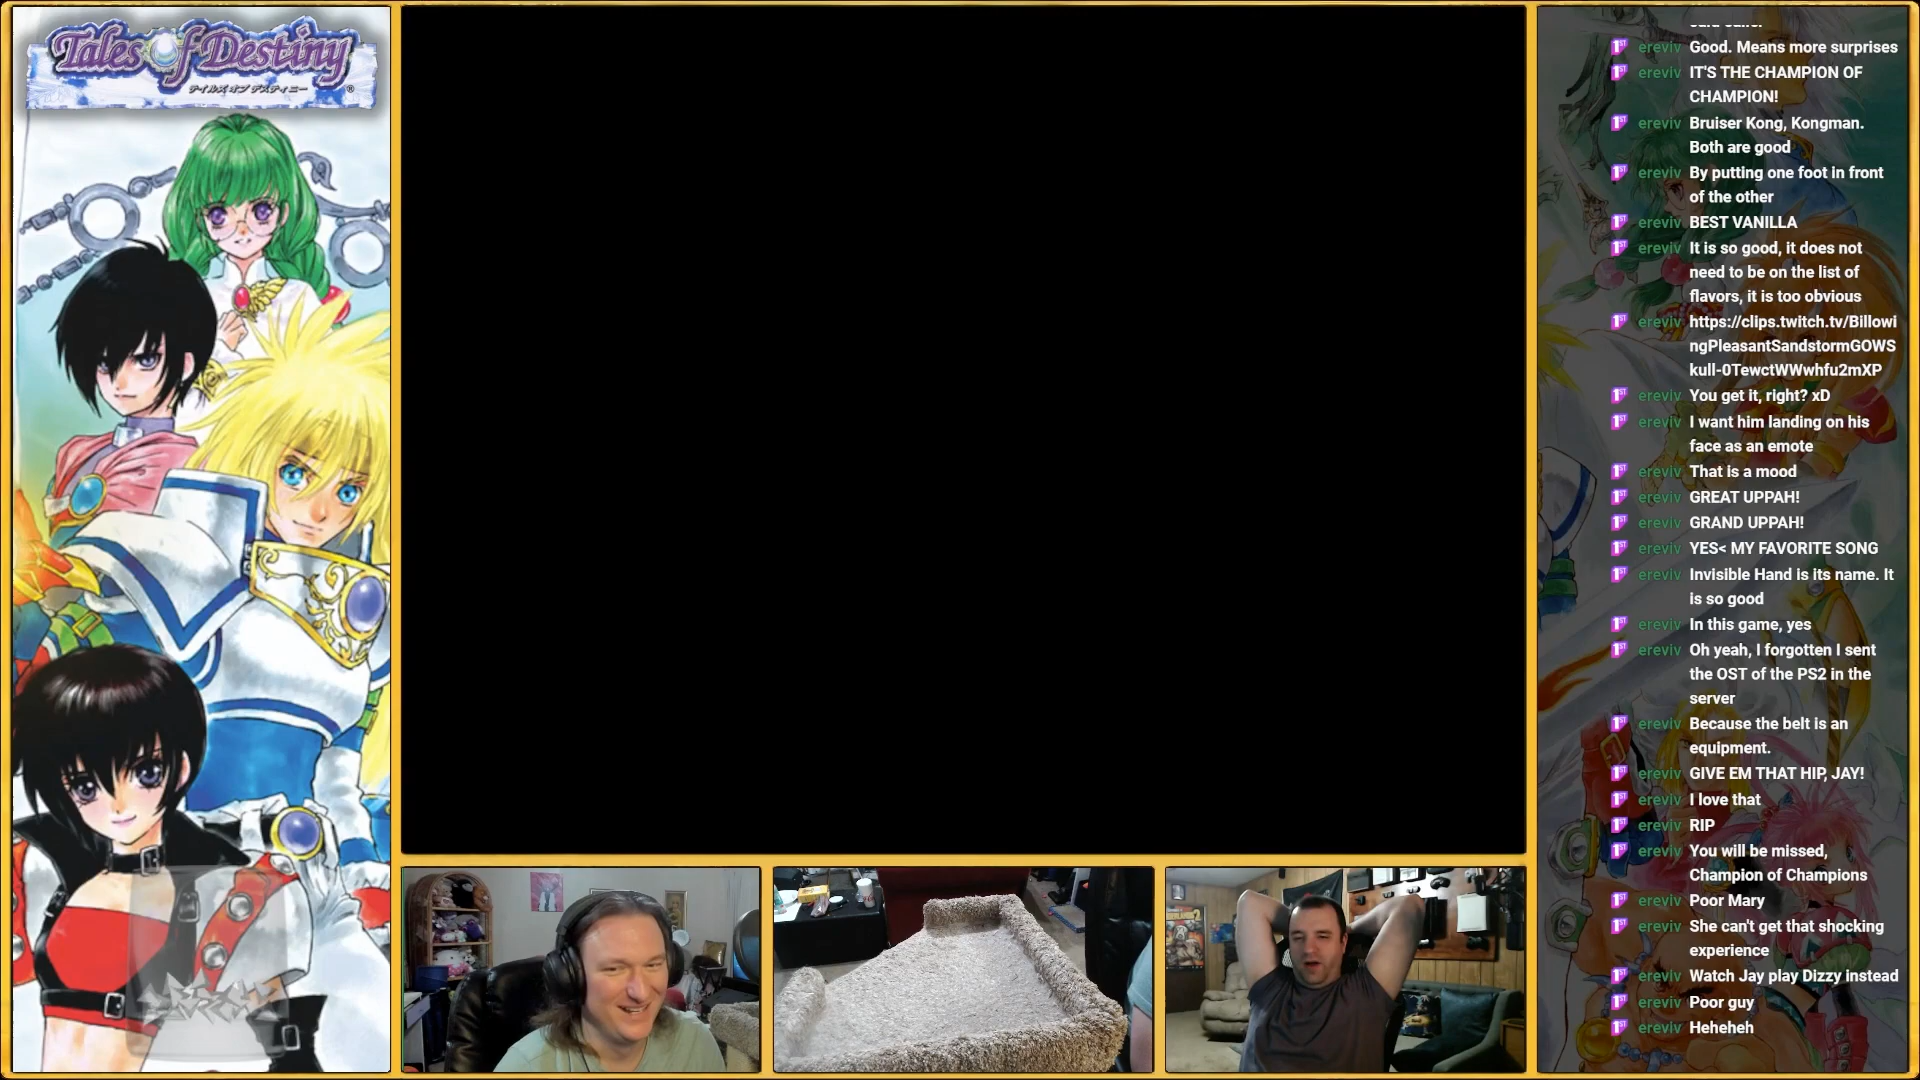 Tales of Destiny
テイルズ オブ デスティニー
®
ereviv Good. Means more surprises
ereviv IT'S THE CHAMPION OF
CHAMPION!
ereviv Bruiser Kong, Kongman.
Both are good
ereviv By putting one foot in front
of the other
ereviv BEST VANILLA
ereviv It is so good, it does not
need to be on the list of
flavors, it is too obvious
ereviv https://clips.twitch.tv/Billowi
ngPleasantSandstormGOWS
kull-0TewctWWwhfu2mXP
ereviv You get it, right? xD
ereviv I want him landing on his
face as an emote
ereviv That is a mood
ereviv GREAT UPPAH!
ereviv GRAND UPPAH!
ereviv YES< MY FAVORITE SONG
ereviv Invisible Hand is its name. It
is so good
ereviv In this game, yes
ereviv Oh yeah, I forgotten I sent
the OST of the PS2 in the
server
ereviv Because the belt is an
equipment.
ereviv GIVE EM THAT HIP, JAY!
ereviv I love that
ereviv RIP
ereviv You will be missed,
Champion of Champions
ereviv Poor Mary
ereviv She can't get that shocking
experience
ereviv Watch Jay play Dizzy instead
ereviv Poor guy
ereviv Heheheh